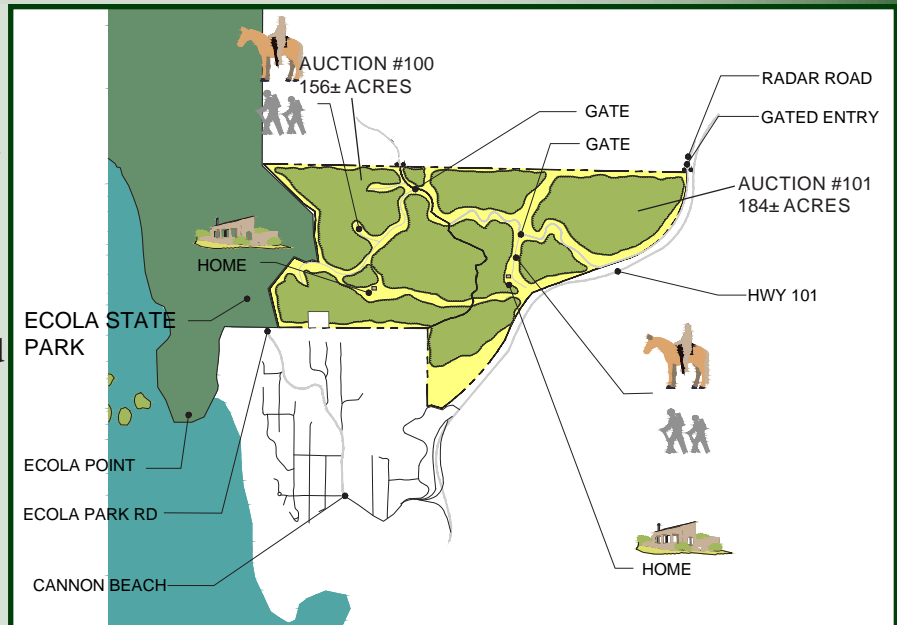 AUCTION #100
156± ACRES
RADAR ROAD
GATE
GATED ENTRY
GATE
AUCTION #101
184± ACRES
HOME
HWY 101
ECOLA STATE
PARK
ECOLA POINT
ECOLA PARK RD
HOME
CANNON BEACH